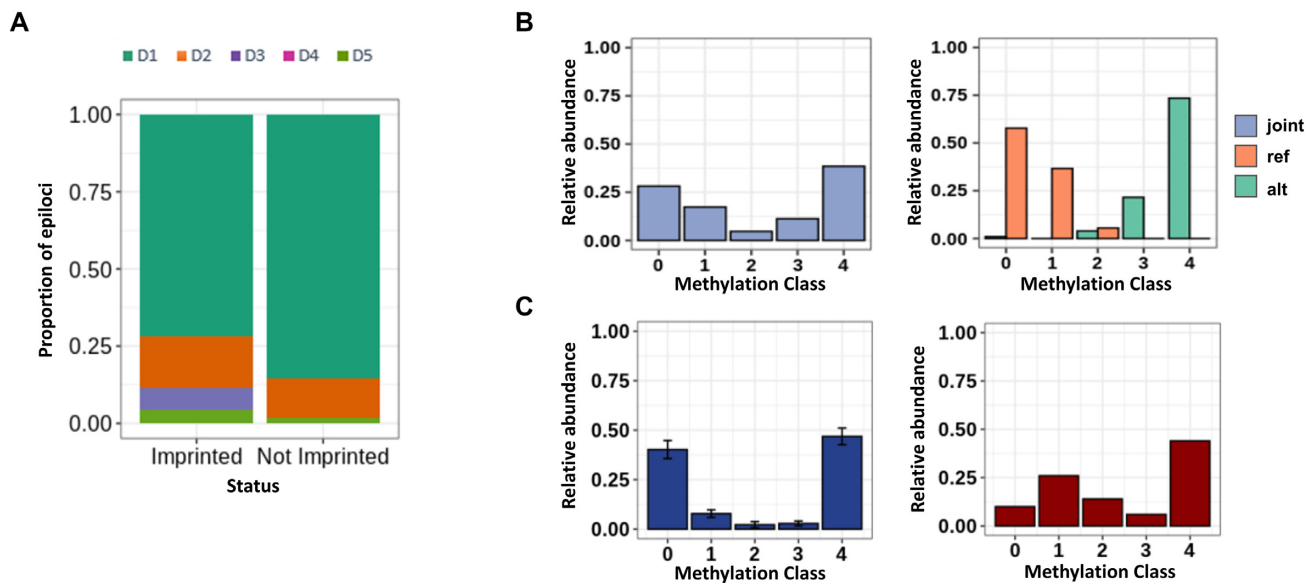 A
D1 D2 D3 D4 D5
Proportion of epiloci
1.00
0.75
0.50
0.25
0.00
Imprinted Not Imprinted
Status
B
Relative abundance
1.00
0.75
0.50
0.25
0.00
0 1 2 3 4
Methylation Class
Relative abundance
1.00
0.75
0.50
0.25
0.00
0 1 2 3 4
Methylation Class
joint
ref
alt
C
Relative abundance
1.00
0.75
0.50
0.25
0.00
0 1 2 3 4
Methylation Class
Relative abundance
1.00
0.75
0.50
0.25
0.00
0 1 2 3 4
Methylation Class